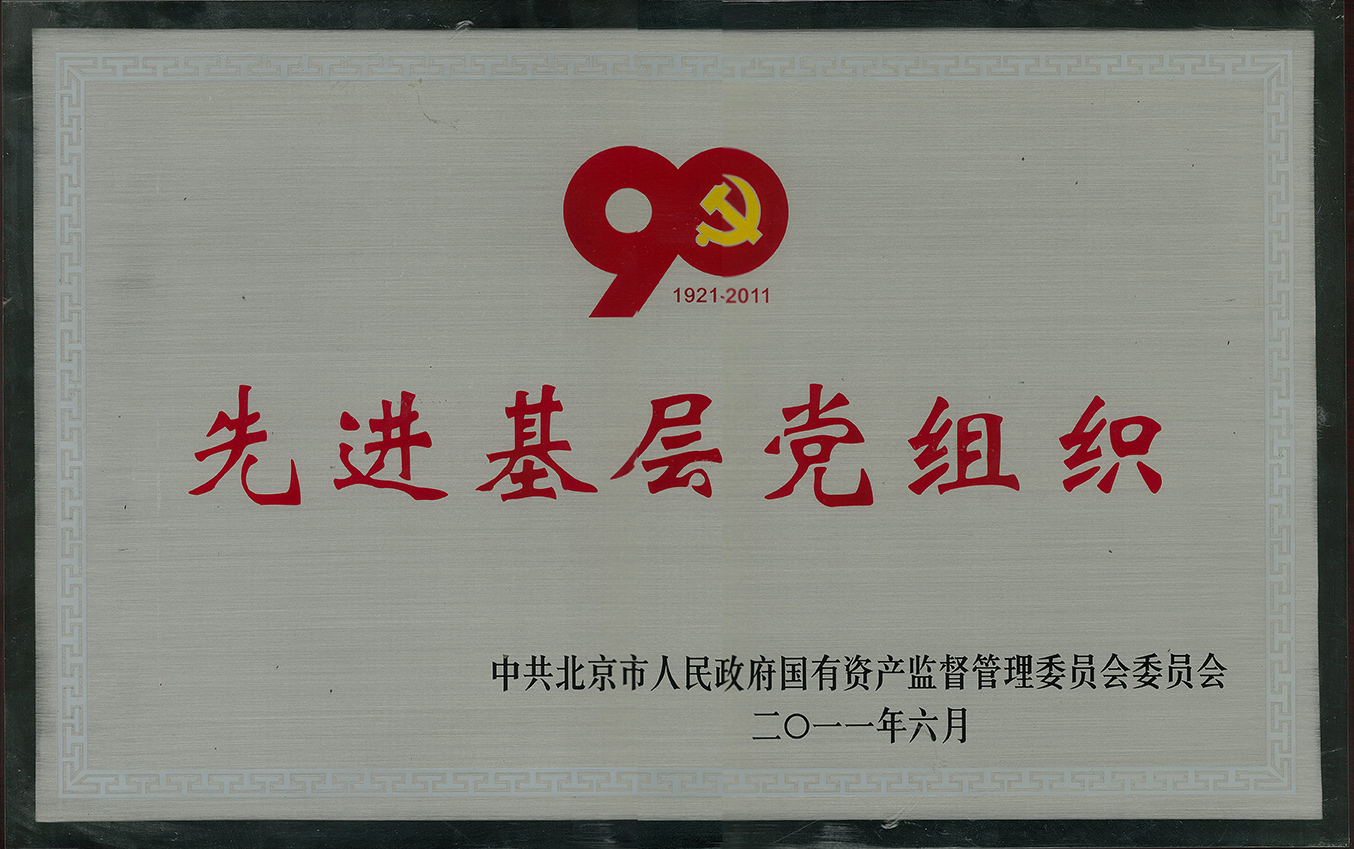 90
1921-2011
先进基层党组织
中共北京市人民政府国有资产监督管理委员会委员会
二〇一一年六月